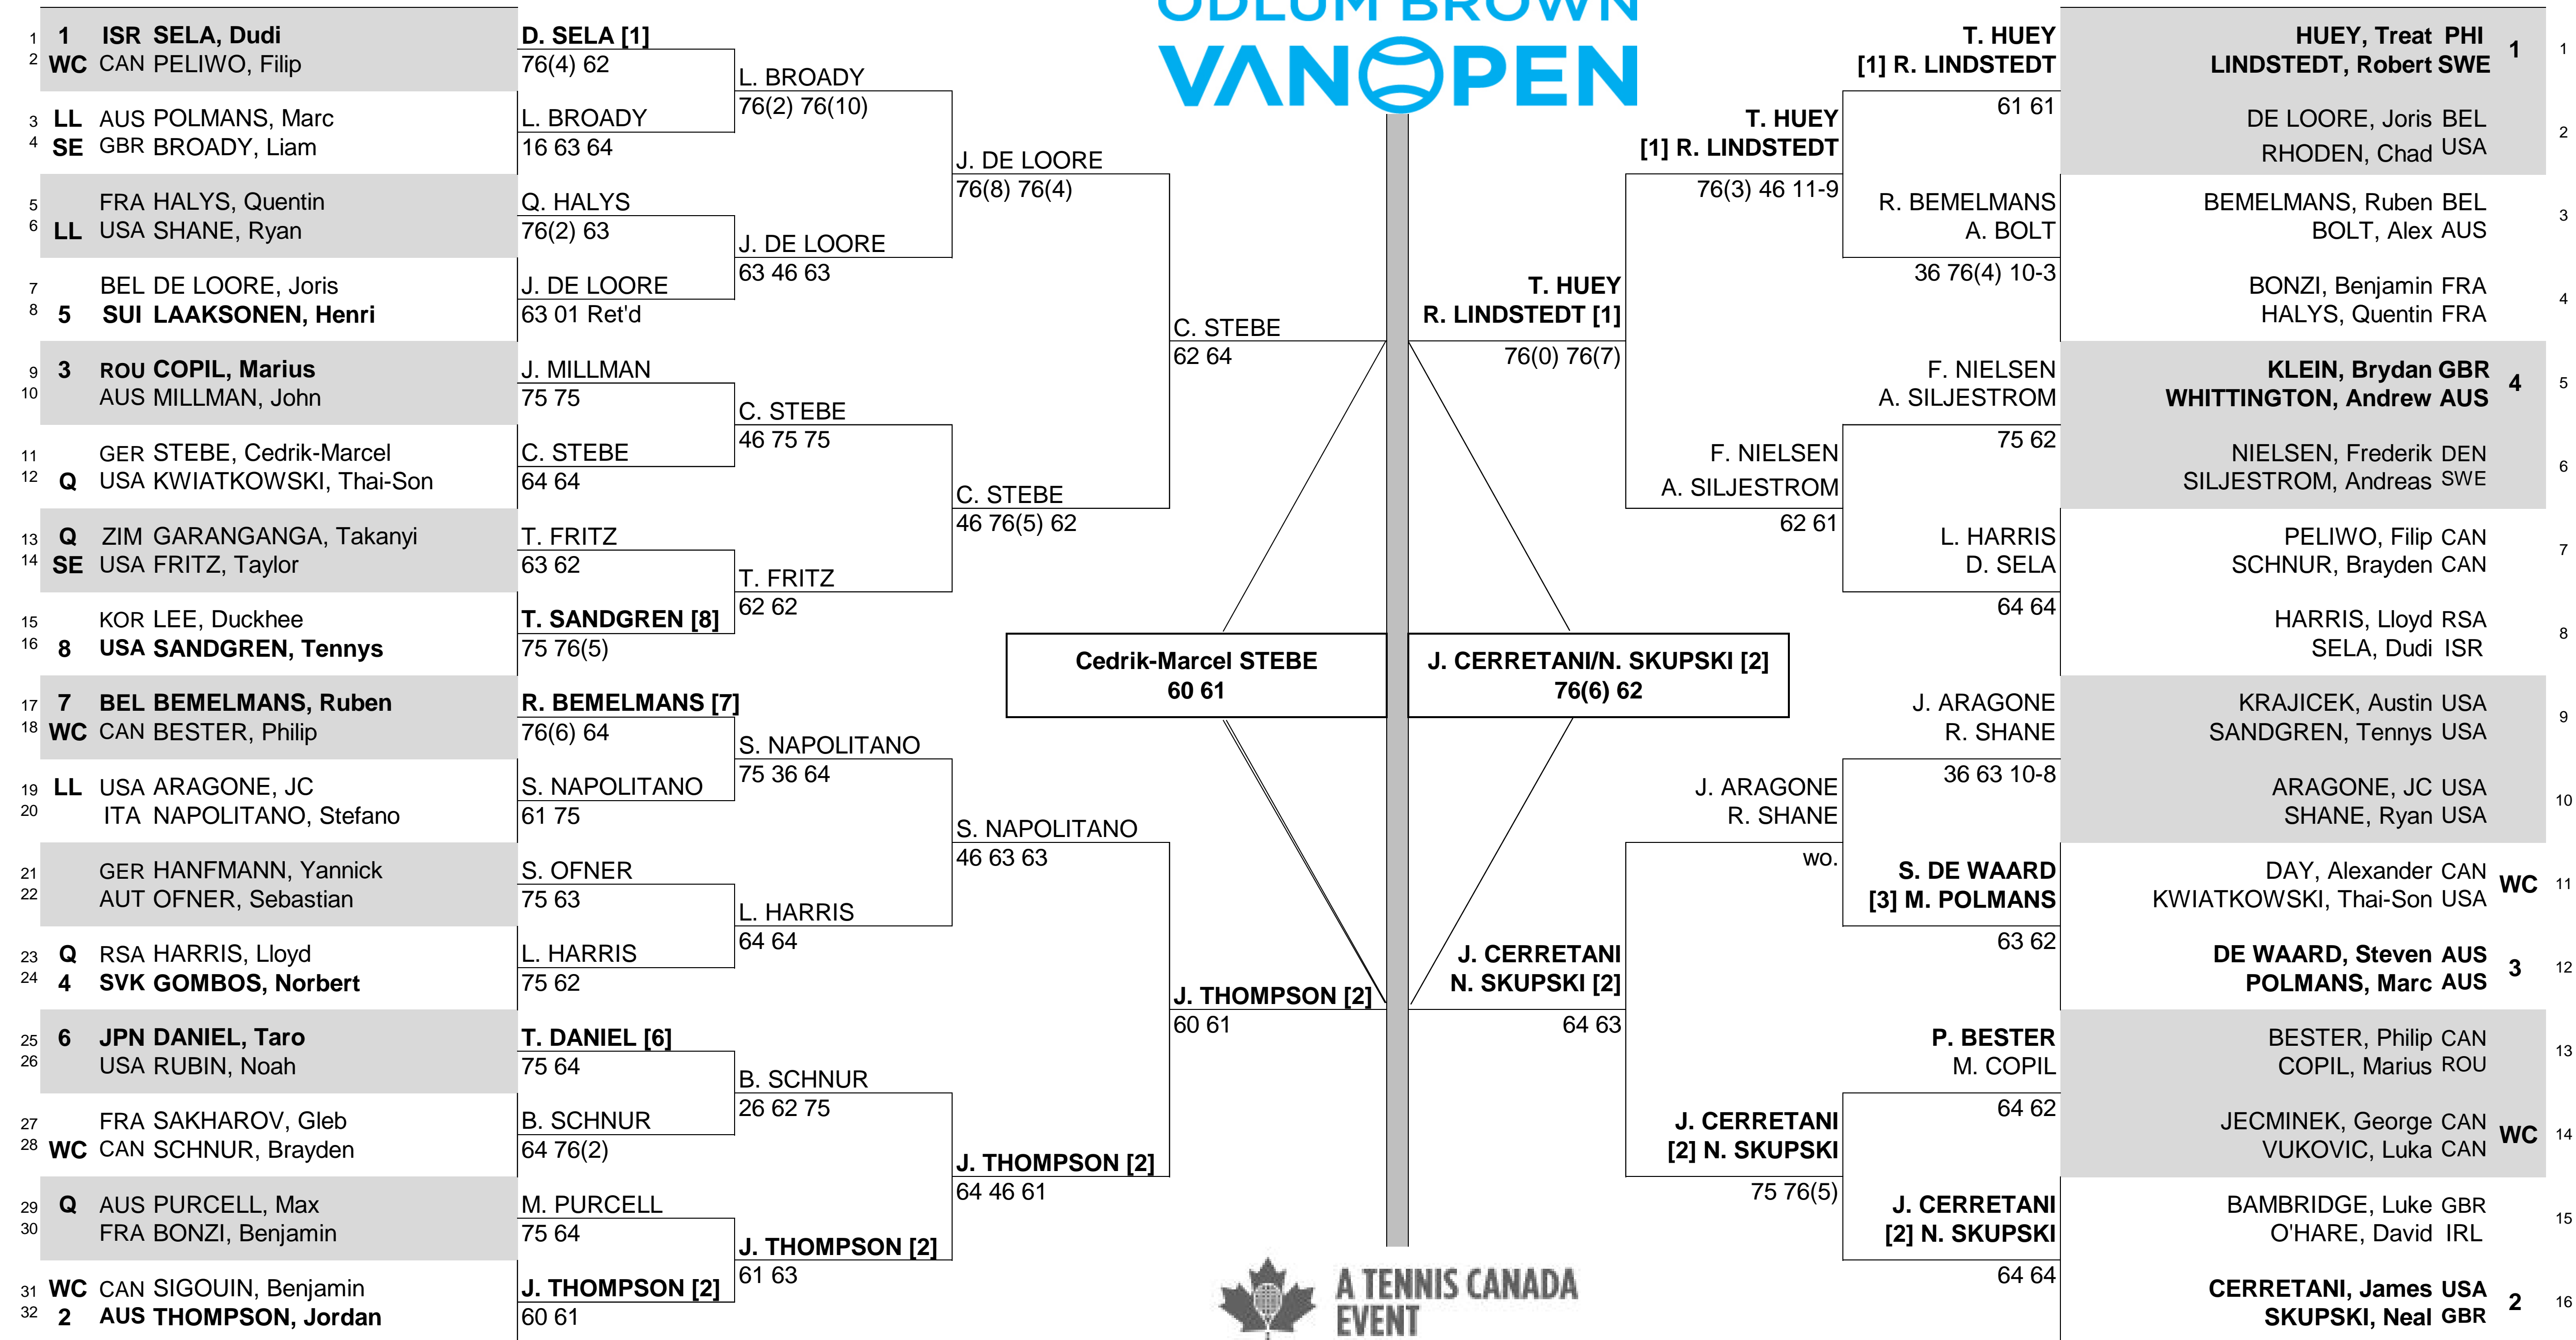 ODLUM BROWN
VANOPEN
1 1 ISR SELA, Dudi
2 WC CAN PELIWO, Filip
3 LL AUS POLMANS, Marc
4 SE GBR BROADY, Liam
5 FRA HALYS, Quentin
6 LL USA SHANE, Ryan
7 BEL DE LOORE, Joris
8 5 SUI LAAKSONEN, Henri
9 3 ROU COPIL, Marius
10 AUS MILLMAN, John
11 GER STEBE, Cedrik-Marcel
12 Q USA KWIATKOWSKI, Thai-Son
13 Q ZIM GARANGANGA, Takanyi
14 SE USA FRITZ, Taylor
15 KOR LEE, Duckhee
16 8 USA SANDGREN, Tennys
17 7 BEL BEMELMANS, Ruben
18 WC CAN BESTER, Philip
19 LL USA ARAGONE, JC
20 ITA NAPOLITANO, Stefano
21 GER HANFMANN, Yannick
22 AUT OFNER, Sebastian
23 Q RSA HARRIS, Lloyd
24 4 SVK GOMBOS, Norbert
25 6 JPN DANIEL, Taro
26 USA RUBIN, Noah
27 FRA SAKHAROV, Gleb
28 WC CAN SCHNUR, Brayden
29 Q AUS PURCELL, Max
30 FRA BONZI, Benjamin
31 WC CAN SIGOUIN, Benjamin
32 2 AUS THOMPSON, Jordan
D. SELA [1]
76(4) 62
L. BROADY
16 63 64
Q. HALYS
76(2) 63
J. DE LOORE
63 01 Ret'd
J. MILLMAN
75 75
C. STEBE
64 64
T. FRITZ
63 62
T. SANDGREN [8]
75 76(5)
R. BEMELMANS [7]
76(6) 64
S. NAPOLITANO
61 75
S. OFNER
75 63
L. HARRIS
75 62
T. DANIEL [6]
75 64
B. SCHNUR
64 76(2)
M. PURCELL
75 64
J. THOMPSON [2]
60 61
L. BROADY
76(2) 76(10)
J. DE LOORE
63 46 63
C. STEBE
46 75 75
T. FRITZ
62 62
S. NAPOLITANO
75 36 64
L. HARRIS
64 64
B. SCHNUR
26 62 75
J. THOMPSON [2]
61 63
J. DE LOORE
76(8) 76(4)
C. STEBE
46 76(5) 62
S. NAPOLITANO
46 63 63
J. THOMPSON [2]
64 46 61
C. STEBE
62 64
J. THOMPSON [2]
60 61
Cedrik-Marcel STEBE
60 61
J. CERRETANI/N. SKUPSKI [2]
76(6) 62
T. HUEY
R. LINDSTEDT [1]
76(0) 76(7)
J. CERRETANI
N. SKUPSKI [2]
64 63
T. HUEY
[1] R. LINDSTEDT
76(3) 46 11-9
F. NIELSEN
A. SILJESTROM
62 61
J. ARAGONE
R. SHANE
wo.
J. CERRETANI
[2] N. SKUPSKI
75 76(5)
T. HUEY
[1] R. LINDSTEDT
61 61
R. BEMELMANS
A. BOLT
36 76(4) 10-3
F. NIELSEN
A. SILJESTROM
75 62
L. HARRIS
D. SELA
64 64
J. ARAGONE
R. SHANE
36 63 10-8
S. DE WAARD
[3] M. POLMANS
63 62
P. BESTER
M. COPIL
64 62
J. CERRETANI
[2] N. SKUPSKI
64 64
HUEY, Treat PHI
LINDSTEDT, Robert SWE
1 1
DE LOORE, Joris BEL
RHODEN, Chad USA
2
BEMELMANS, Ruben BEL
BOLT, Alex AUS
3
BONZI, Benjamin FRA
HALYS, Quentin FRA
4
KLEIN, Brydan GBR
WHITTINGTON, Andrew AUS
4 5
NIELSEN, Frederik DEN
SILJESTROM, Andreas SWE
6
PELIWO, Filip CAN
SCHNUR, Brayden CAN
7
HARRIS, Lloyd RSA
SELA, Dudi ISR
8
KRAJICEK, Austin USA
SANDGREN, Tennys USA
9
ARAGONE, JC USA
SHANE, Ryan USA
10
DAY, Alexander CAN
KWIATKOWSKI, Thai-Son USA
WC 11
DE WAARD, Steven AUS
POLMANS, Marc AUS
3 12
BESTER, Philip CAN
COPIL, Marius ROU
13
JECMINEK, George CAN
VUKOVIC, Luka CAN
WC 14
BAMBRIDGE, Luke GBR
O'HARE, David IRL
15
CERRETANI, James USA
SKUPSKI, Neal GBR
2 16
A TENNIS CANADA
EVENT